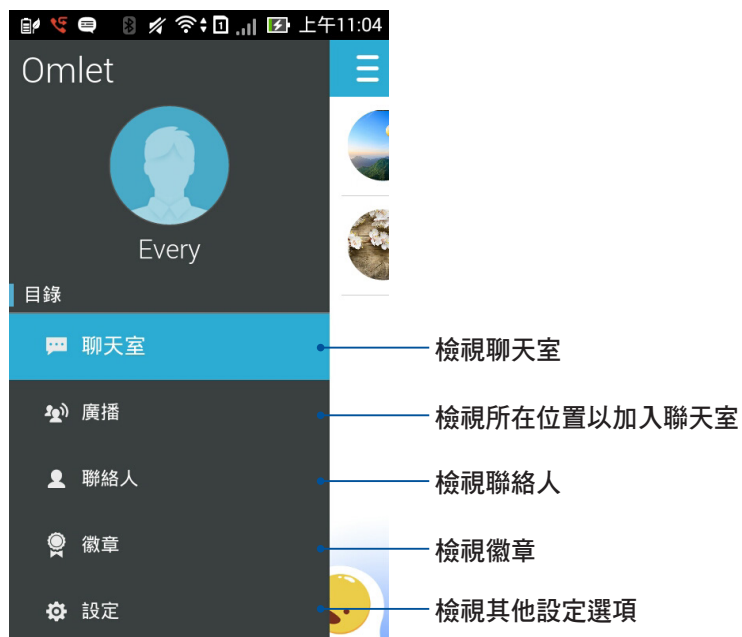 上午11:04
Omlet
Every
目錄
聊天室
檢視聊天室
廣播
檢視所在位置以加入聯天室
聯絡人
檢視聯絡人
徽章
檢視徽章
設定
檢視其他設定選項